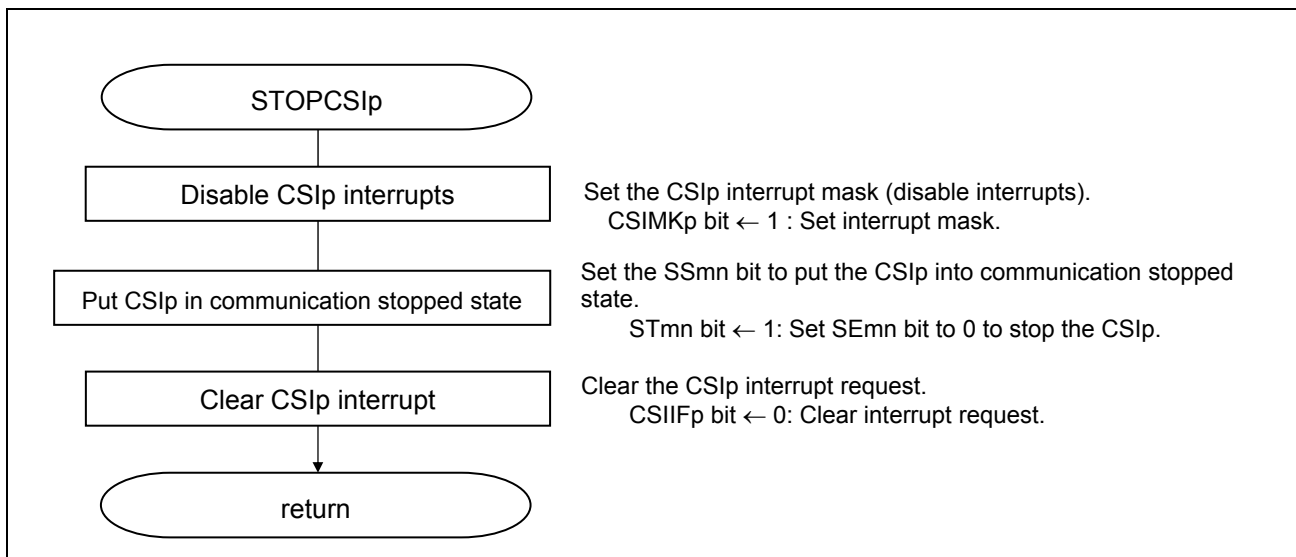 STOPCSIp
Disable CSIp interrupts
Set the CSIp interrupt mask (disable interrupts).
CSIMKp bit ← 1 : Set interrupt mask.
Put CSIp in communication stopped state
Set the SSmn bit to put the CSIp into communication stopped
state.
STmn bit ← 1: Set SEmn bit to 0 to stop the CSIp.
Clear CSIp interrupt
Clear the CSIp interrupt request.
CSIIFp bit ← 0: Clear interrupt request.
return